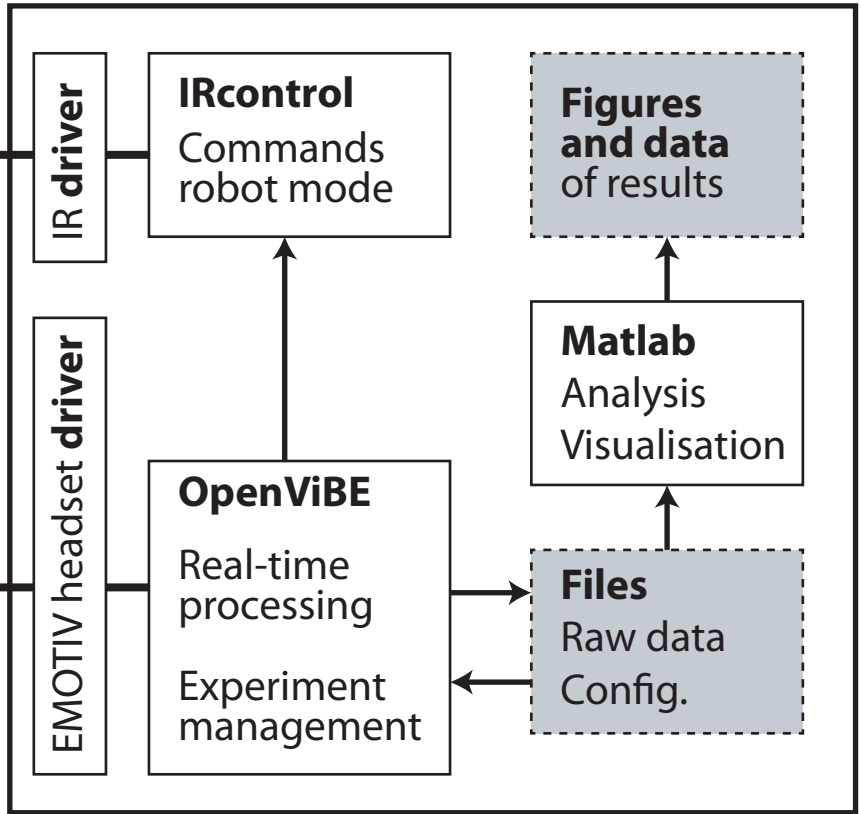 IR driver
IRcontrol
Commands
robot mode
Figures
and data
of results
Matlab
Analysis
Visualisation
EMOTIV headset driver
OpenViBE
Real-time
processing
Experiment
management
Files
Raw data
Config.